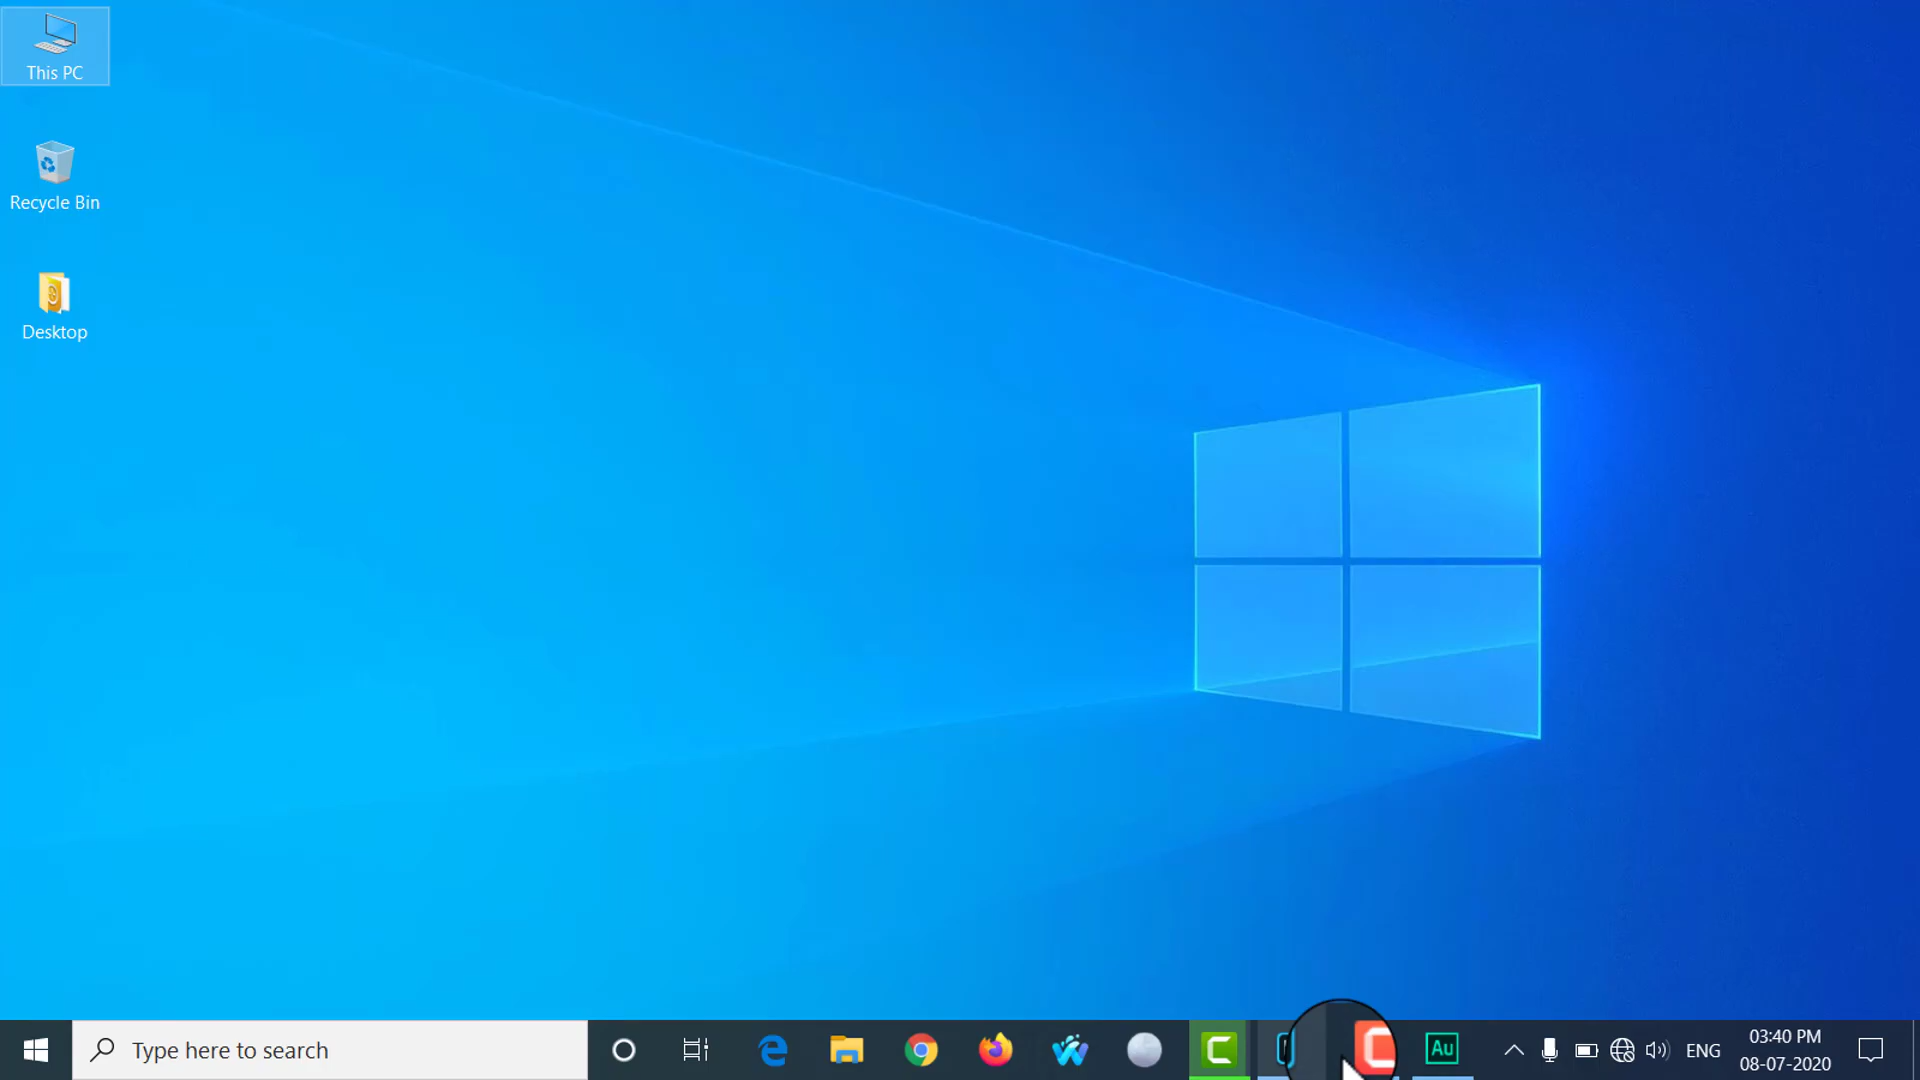 This PC
Recycle Bin
Desktop
Type here to search
Au
ENG
03:40 PM
08-07-2020